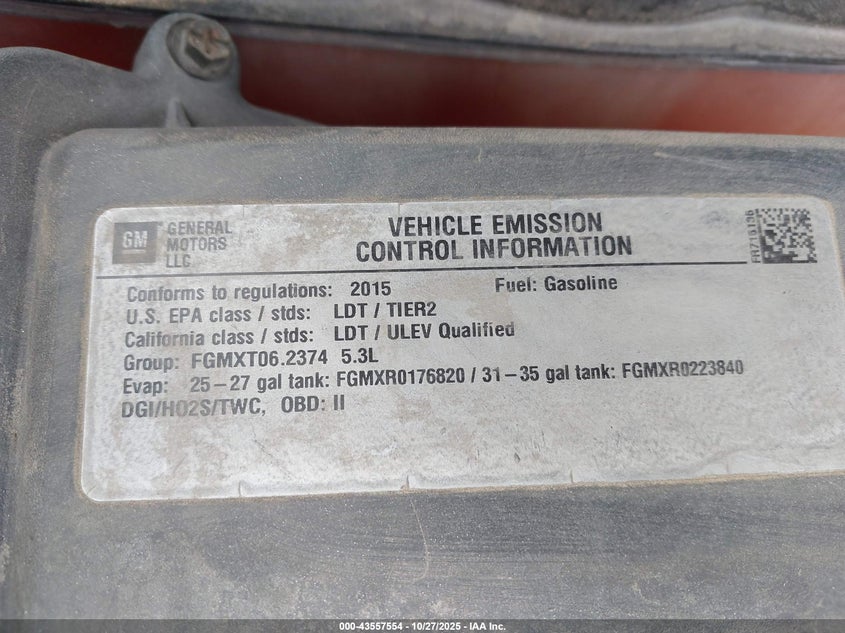 GM
GENERAL
MOTORS
LLC
VEHICLE EMISSION
CONTROL INFORMATION
Conforms to regulations: 2015 Fuel: Gasoline
U.S. EPA class / stds: LDT / TIER2
California class / stds: LDT / ULEV Qualified
Group: FGMXT06.2374 5.3L
Evap: 25–27 gal tank: FGMXR0176820 / 31–35 gal tank: FGMXR0223840
DGI/HO2S/TWC, OBD: II
000-43557554 | 10/27/2025 - IAA Inc.